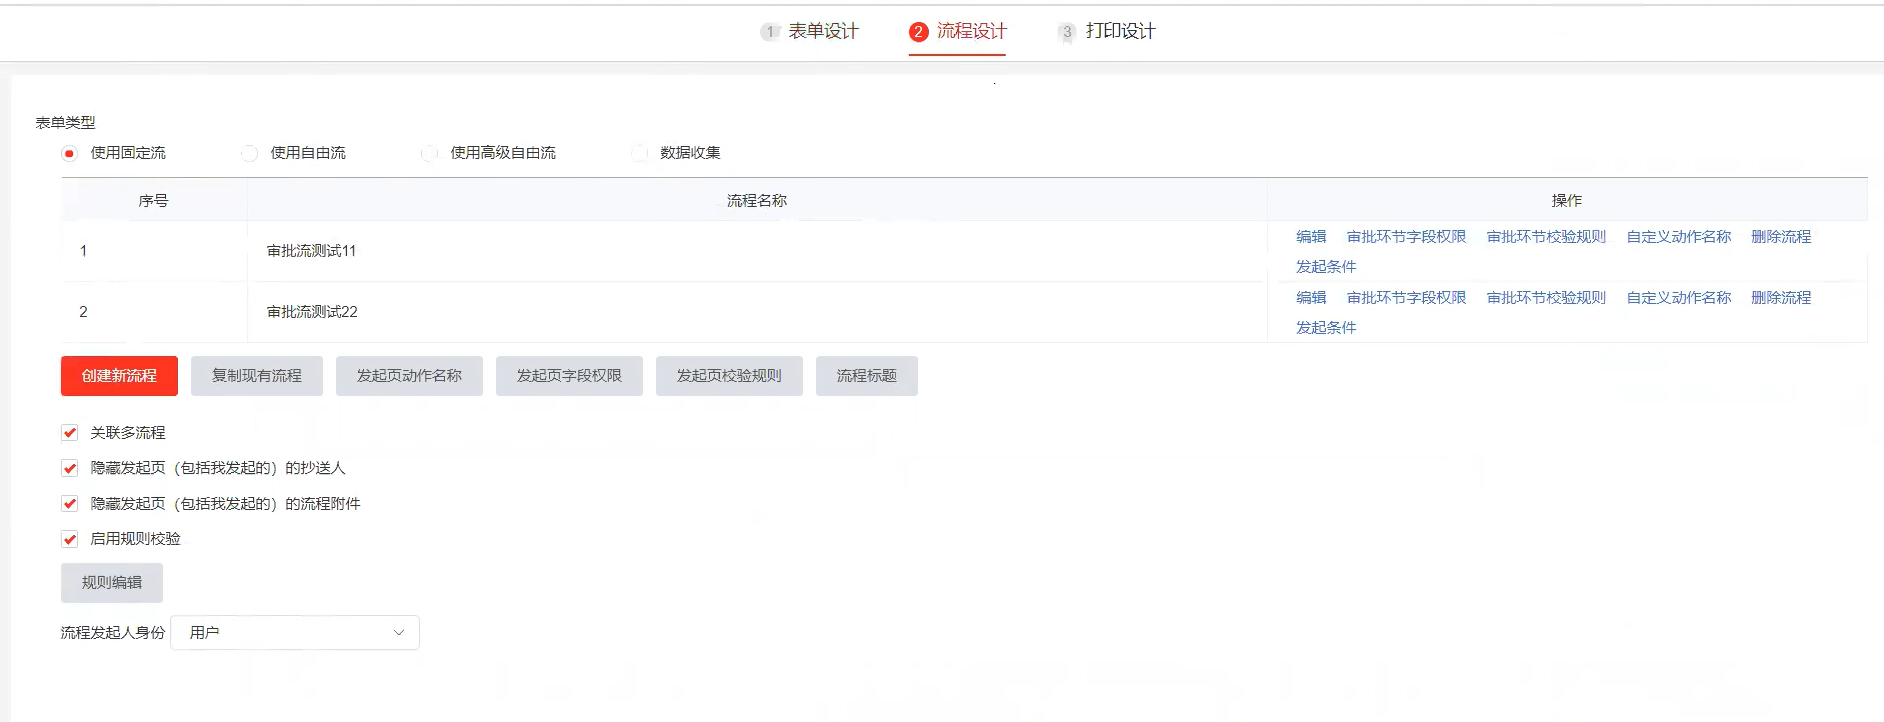 1 表单设计 2 流程设计 3 打印设计
表单类型
使用固定流 使用自由流 使用高级自由流 数据收集
序号 流程名称 操作
1 审批流测试11 编辑 审批环节字段权限 审批环节校验规则 自定义动作名称 删除流程
发起条件
2 审批流测试22 编辑 审批环节字段权限 审批环节校验规则 自定义动作名称 删除流程
发起条件
创建新流程 复制现有流程 发起页动作名称 发起页字段权限 发起页校验规则 流程标题
关联多流程
隐藏发起页（包括我发起的）的抄送人
隐藏发起页（包括我发起的）的流程附件
启用规则校验
规则编辑
流程发起人身份 用户